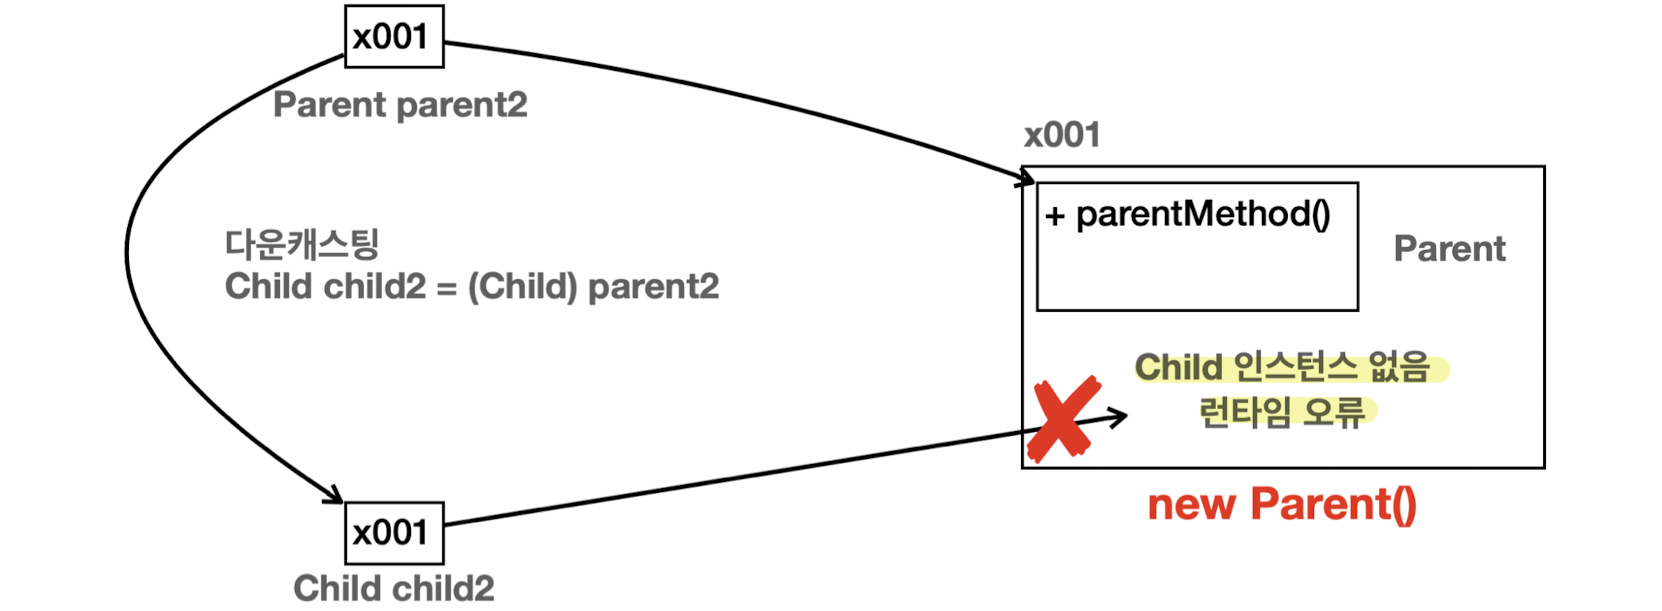 x001
Parent parent2
x001
+ parentMethod()
Parent
다운캐스팅
Child child2 = (Child) parent2
Child 인스턴스 없음
런타임 오류
new Parent()
x001
Child child2